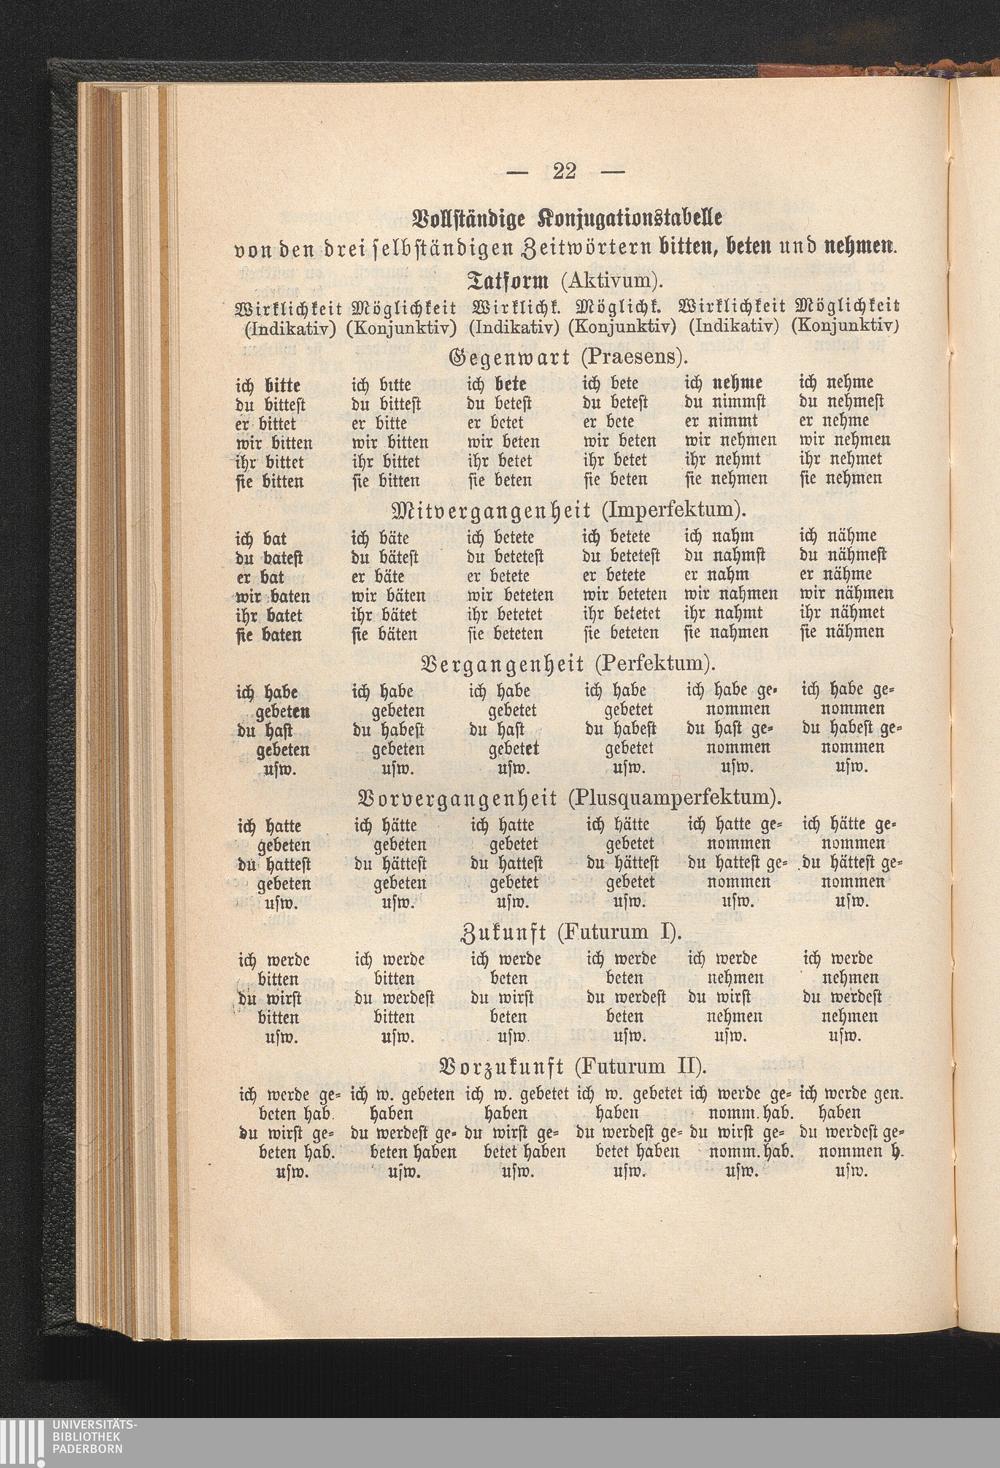 — 22 —
Vollständige Konjugationstabelle
von den drei selbständigen Zeitwörtern bitten, beten und nehmen.
Tatform (Aktivum).
Wirklichkeit Möglichkeit Wirklichk. Möglichk. Wirklichkeit Möglichkeit
(Indikativ) (Konjunktiv) (Indikativ) (Konjunktiv) (Indikativ) (Konjunktiv)
Gegenwart (Praesens).
ich bitte ich bitte ich bete ich bete ich nehme ich nehme
du bittest du bittest du betest du betest du nimmst du nehmest
er bittet er bitte er betet er bete er nimmt er nehme
wir bitten wir bitten wir beten wir beten wir nehmen wir nehmen
ihr bittet ihr bittet ihr betet ihr betet ihr nehmt ihr nehmet
sie bitten sie bitten sie beten sie beten sie nehmen sie nehmen
Mitvergangenheit (Imperfektum).
ich bat ich bäte ich betete ich betete ich nahm ich nähme
du batest du bätest du betetest du betetest du nahmst du nähmest
er bat er bäte er betete er betete er nahm er nähme
wir baten wir bäten wir beteten wir beteten wir nahmen wir nähmen
ihr batet ihr bätet ihr betetet ihr betetet ihr nahmt ihr nähmet
sie baten sie bäten sie beteten sie beteten sie nahmen sie nähmen
Vergangenheit (Perfektum).
ich habe ich habe ich habe ich habe ich habe ge- ich habe ge-
gebeten gebeten gebetet gebetet nommen nommen
du hast du habest du hast du habest du hast ge- du habest ge-
gebeten gebeten gebetet gebetet nommen nommen
usw. usw. usw. usw. usw. usw.
Vorvergangenheit (Plusquamperfektum).
ich hatte ich hätte ich hatte ich hätte ich hatte ge- ich hätte ge-
gebeten gebeten gebetet gebetet nommen nommen
du hattest du hättest du hattest du hättest du hattest ge- du hättest ge-
gebeten gebeten gebetet gebetet nommen nommen
usw. usw. usw. usw. usw. usw.
Zukunft (Futurum I).
ich werde ich werde ich werde ich werde ich werde ich werde
bitten bitten beten beten nehmen nehmen
du wirst du werdest du wirst du werdest du wirst du werdest
bitten bitten beten beten nehmen nehmen
usw. usw. usw. usw. usw. usw.
Vorzukunft (Futurum II).
ich werde ge- ich w. gebeten ich w. gebetet ich w. gebetet ich werde ge- ich werde gen.
beten hab. haben haben haben nomm. hab. haben
du wirst ge- du werdest ge- du wirst ge- du werdest ge- du wirst ge- du werdest ge-
beten hab. beten haben betet haben betet haben nomm. hab. nommen h.
usw. usw. usw. usw. usw. usw.
UNIVERSITÄTS-
BIBLIOTHEK
PADERBORN